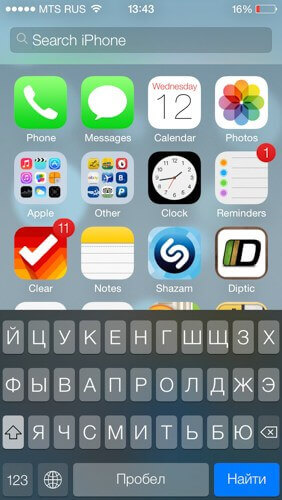 MTS RUS 13:43 16%
Search iPhone
Wednesday
12
Phone Messages Calendar Photos
1
Apple Other Clock Reminders
11
Clear Notes Shazam Diptic
Й Ц У К Е Н Г Ш Щ З Х
Ф Ы В А П Р О Л Д Ж Э
Я Ч С М И Т Ь Б Ю
123 Пробел Найти